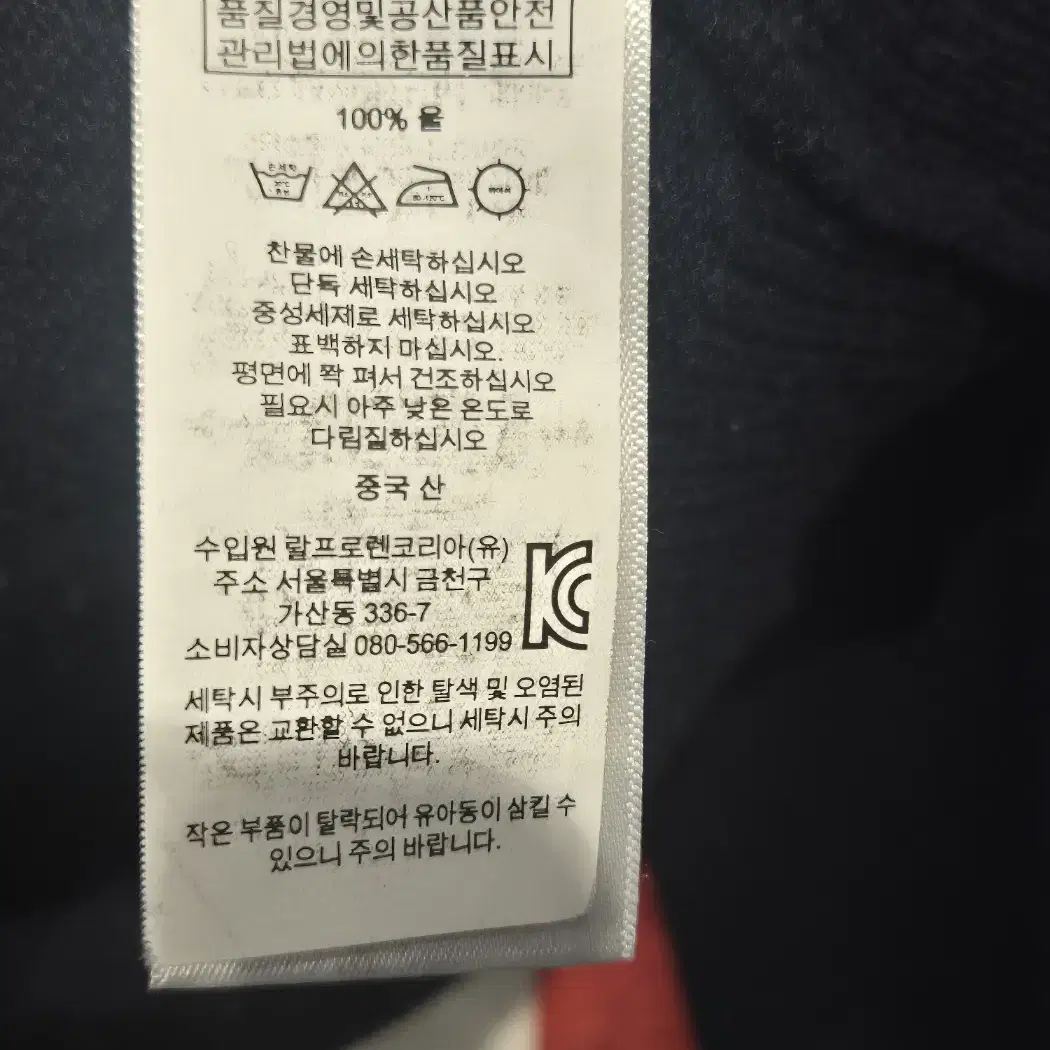 품질경영및공산품안전
관리법에의한품질표시
100% 울
손세탁
80-120℃
찬물에 손세탁하십시오
단독 세탁하십시오
중성세제로 세탁하십시오
표백하지 마십시오.
평면에 쫙 펴서 건조하십시오
필요시 아주 낮은 온도로
다림질하십시오
중국 산
수입원 랄프로렌코리아(유)
주소 서울특별시 금천구
가산동 336-7
소비자상담실 080-566-1199
세탁시 부주의로 인한 탈색 및 오염된
제품은 교환할 수 없으니 세탁시 주의
바랍니다.
작은 부품이 탈락되어 유아동이 삼킬 수
있으니 주의 바랍니다.